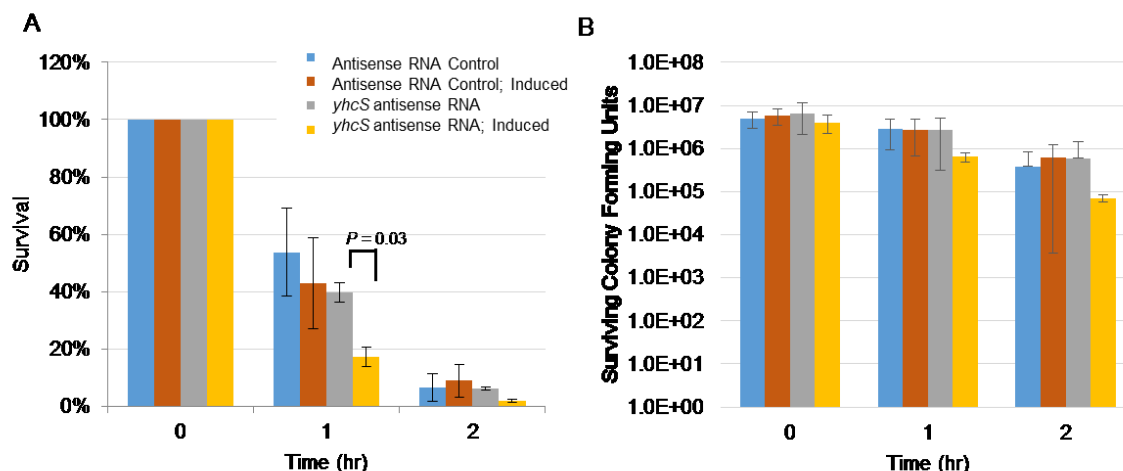 A
120%
100%
80%
60%
40%
20%
0%
Survival
Antisense RNA Control
Antisense RNA Control; Induced
yhcS antisense RNA
yhcS antisense RNA; Induced
P = 0.03
0 1 2
Time (hr)
B
1.0E+08
1.0E+07
1.0E+06
1.0E+05
1.0E+04
1.0E+03
1.0E+02
1.0E+01
1.0E+00
Surviving Colony Forming Units
0 1 2
Time (hr)